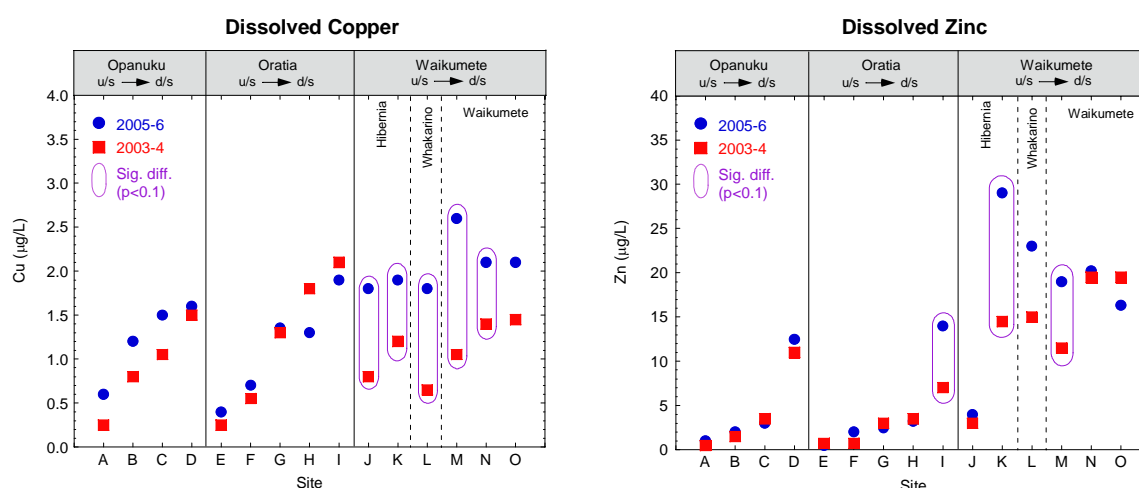 Dissolved Copper
Opanuku
u/s d/s
Oratia
u/s d/s
Waikumete
u/s d/s
Cu (µg/L)
4.0
3.5
3.0
2.5
2.0
1.5
1.0
0.5
0.0
2005-6
2003-4
Sig. diff.
(p<0.1)
Hibernia
Whakarino
Waikumete
A B C D E F G H I J K L M N O
Site
Dissolved Zinc
Opanuku
u/s d/s
Oratia
u/s d/s
Waikumete
u/s d/s
Zn (µg/L)
40
35
30
25
20
15
10
5
0
2005-6
2003-4
Sig. diff.
(p<0.1)
Hibernia
Whakarino
Waikumete
A B C D E F G H I J K L M N O
Site